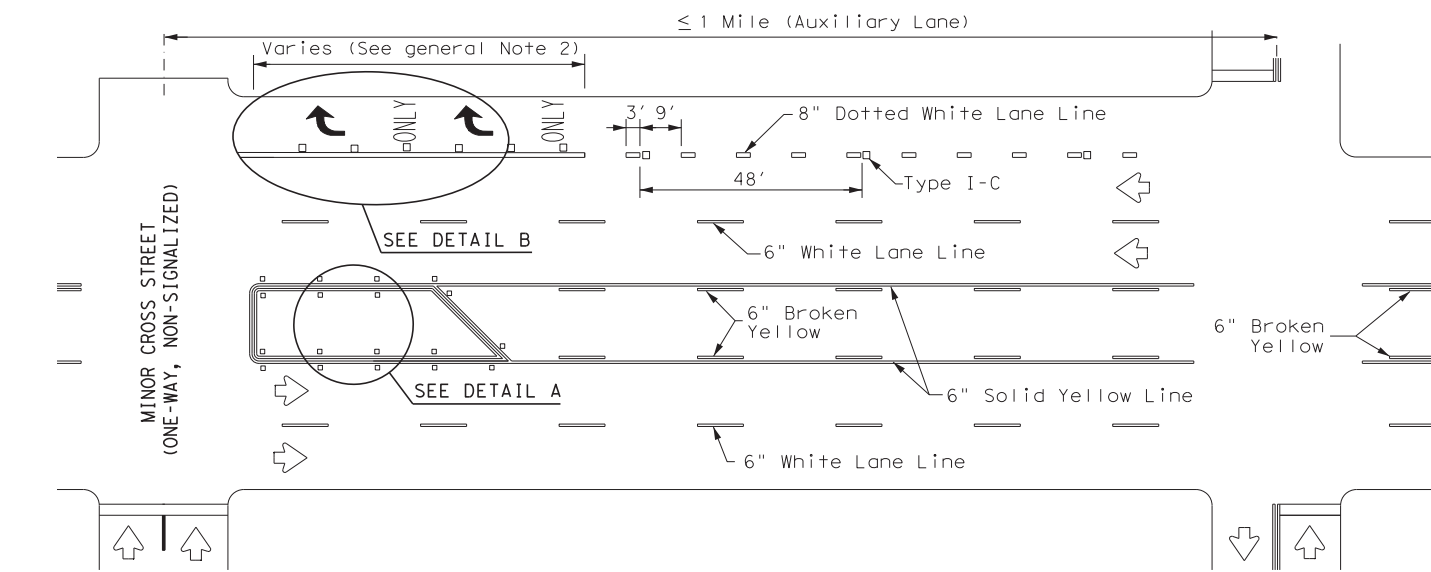 ≤ 1 Mile (Auxiliary Lane)
Varies (See general Note 2)
ONLY
ONLY
3' 9'
8" Dotted White Lane Line
48'
Type I-C
SEE DETAIL B
6" White Lane Line
MINOR CROSS STREET
(ONE-WAY, NON-SIGNALIZED)
6" Broken
Yellow
6" Broken
Yellow
SEE DETAIL A
6" Solid Yellow Line
6" White Lane Line